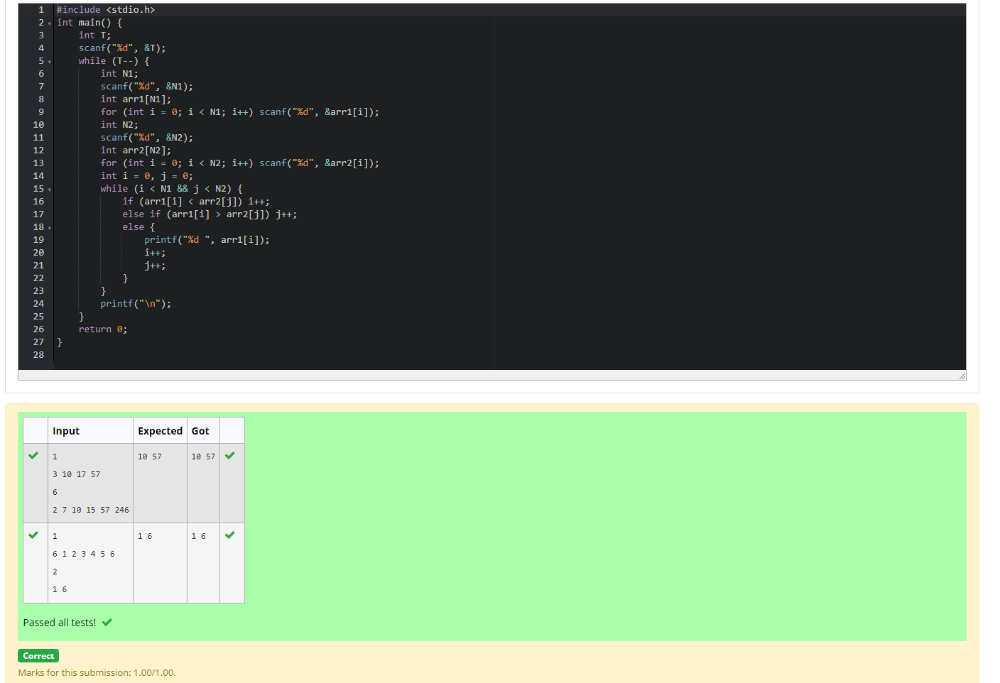 1 #include <stdio.h>
2 int main() {
3     int T;
4     scanf("%d", &T);
5     while (T--) {
6         int N1;
7         scanf("%d", &N1);
8         int arr1[N1];
9         for (int i = 0; i < N1; i++) scanf("%d", &arr1[i]);
10         int N2;
11         scanf("%d", &N2);
12         int arr2[N2];
13         for (int i = 0; i < N2; i++) scanf("%d", &arr2[i]);
14         int i = 0, j = 0;
15         while (i < N1 && j < N2) {
16             if (arr1[i] < arr2[j]) i++;
17             else if (arr1[i] > arr2[j]) j++;
18             else {
19                 printf("%d ", arr1[i]);
20                 i++;
21                 j++;
22             }
23         }
24         printf("\n");
25     }
26     return 0;
27 }
28
Input Expected Got
1 10 57 10 57
3 10 17 57
6
2 7 10 15 57 246
1 1 6 1 6
6 1 2 3 4 5 6
2
1 6
Passed all tests!
Correct
Marks for this submission: 1.00/1.00.